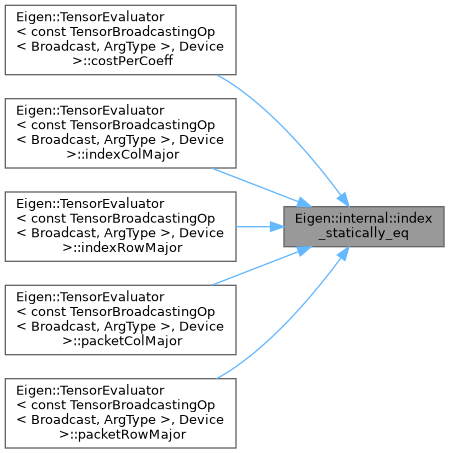 Eigen::TensorEvaluator
< const TensorBroadcastingOp
< Broadcast, ArgType >, Device
>::costPerCoeff
Eigen::TensorEvaluator
< const TensorBroadcastingOp
< Broadcast, ArgType >, Device
>::indexColMajor
Eigen::TensorEvaluator
< const TensorBroadcastingOp
< Broadcast, ArgType >, Device
>::indexRowMajor
Eigen::TensorEvaluator
< const TensorBroadcastingOp
< Broadcast, ArgType >, Device
>::packetColMajor
Eigen::TensorEvaluator
< const TensorBroadcastingOp
< Broadcast, ArgType >, Device
>::packetRowMajor
Eigen::internal::index
_statically_eq